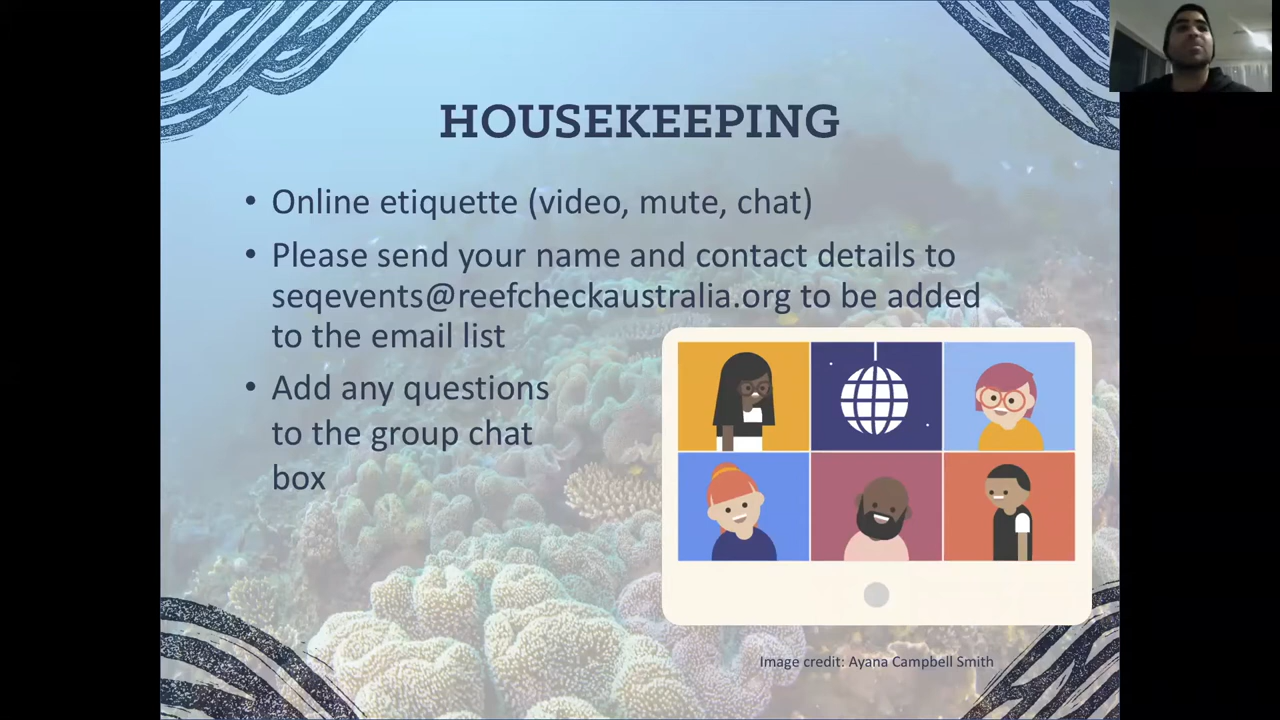 HOUSEKEEPING
• Online etiquette (video, mute, chat)
• Please send your name and contact details to
seqevents@reefcheckaustralia.org to be added
to the email list
• Add any questions
to the group chat
box
Image credit: Ayana Campbell Smith